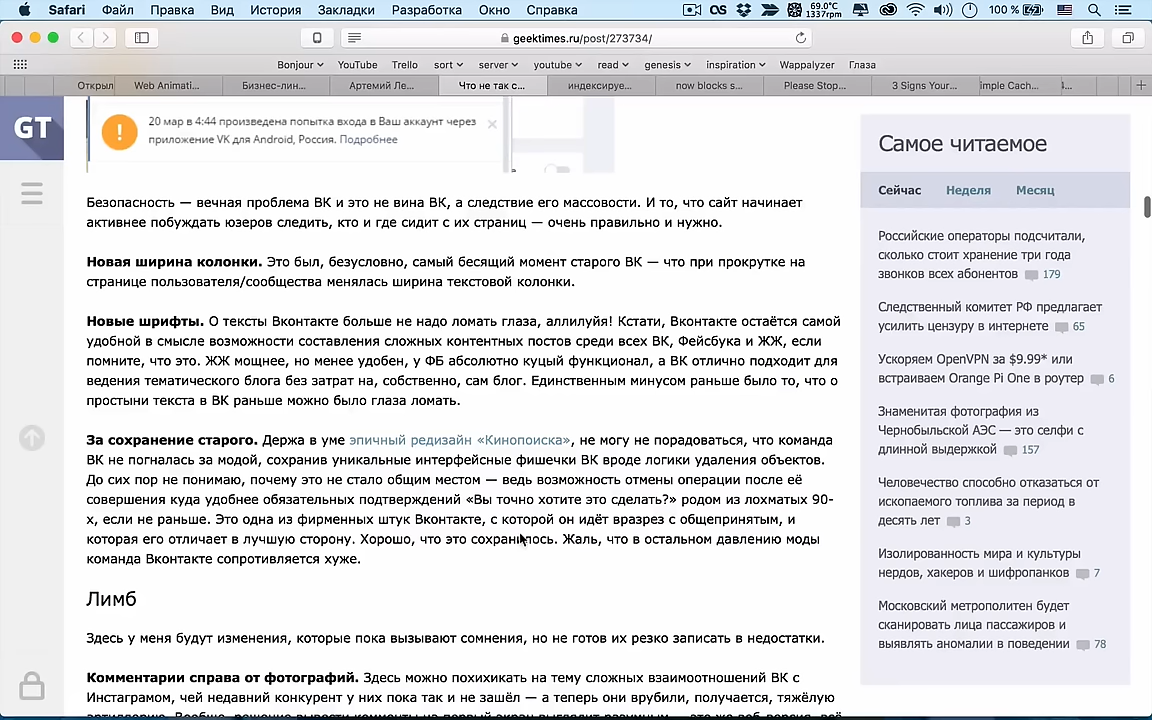 Safari Файл Правка Вид История Закладки Разработка Окно Справка
69.0°C
1337rpm
100 %
geektimes.ru/post/273734/
Bonjour YouTube Trello sort server youtube read genesis inspiration Wappalyzer Глаза
Открыл Web Animati... Бизнес-лин... Артемий Ле... Что не так с... индексируе... now blocks s... Please Stop... 3 Signs Your... imple Cach...
GT
20 мар в 4:44 произведена попытка входа в Ваш аккаунт через
приложение VK для Android, Россия. Подробнее
Безопасность — вечная проблема ВК и это не вина ВК, а следствие его массовости. И то, что сайт начинает
активнее побуждать юзеров следить, кто и где сидит с их страниц — очень правильно и нужно.
Новая ширина колонки. Это был, безусловно, самый бесящий момент старого ВК — что при прокрутке на
странице пользователя/сообщества менялась ширина текстовой колонки.
Новые шрифты. О тексты Вконтакте больше не надо ломать глаза, аллилуйя! Кстати, Вконтакте остаётся самой
удобной в смысле возможности составления сложных контентных постов среди всех ВК, Фейсбука и ЖЖ, если
помните, что это. ЖЖ мощнее, но менее удобен, у ФБ абсолютно куцый функционал, а ВК отлично подходит для
ведения тематического блога без затрат на, собственно, сам блог. Единственным минусом раньше было то, что о
простыни текста в ВК раньше можно было глаза ломать.
За сохранение старого. Держа в уме эпичный редизайн «Кинопоиска», не могу не порадоваться, что команда
ВК не погналась за модой, сохранив уникальные интерфейсные фишечки ВК вроде логики удаления объектов.
До сих пор не понимаю, почему это не стало общим местом — ведь возможность отмены операции после её
совершения куда удобнее обязательных подтверждений «Вы точно хотите это сделать?» родом из лохматых 90-
х, если не раньше. Это одна из фирменных штук Вконтакте, с которой он идёт вразрез с общепринятым, и
которая его отличает в лучшую сторону. Хорошо, что это сохранилось. Жаль, что в остальном давлению моды
команда Вконтакте сопротивляется хуже.
Лимб
Здесь у меня будут изменения, которые пока вызывают сомнения, но не готов их резко записать в недостатки.
Комментарии справа от фотографий. Здесь можно похихикать на тему сложных взаимоотношений ВК с
Инстаграмом, чей недавний конкурент у них пока так и не зашёл — а теперь они врубили, получается, тяжёлую
Самое читаемое
Сейчас Неделя Месяц
Российские операторы подсчитали,
сколько стоит хранение три года
звонков всех абонентов 179
Следственный комитет РФ предлагает
усилить цензуру в интернете 65
Ускоряем OpenVPN за $9.99* или
встраиваем Orange Pi One в роутер 6
Знаменитая фотография из
Чернобыльской АЭС — это селфи с
длинной выдержкой 157
Человечество способно отказаться от
ископаемого топлива за период в
десять лет 3
Изолированность мира и культуры
нердов, хакеров и шифропанков 7
Московский метрополитен будет
сканировать лица пассажиров и
выявлять аномалии в поведении 78